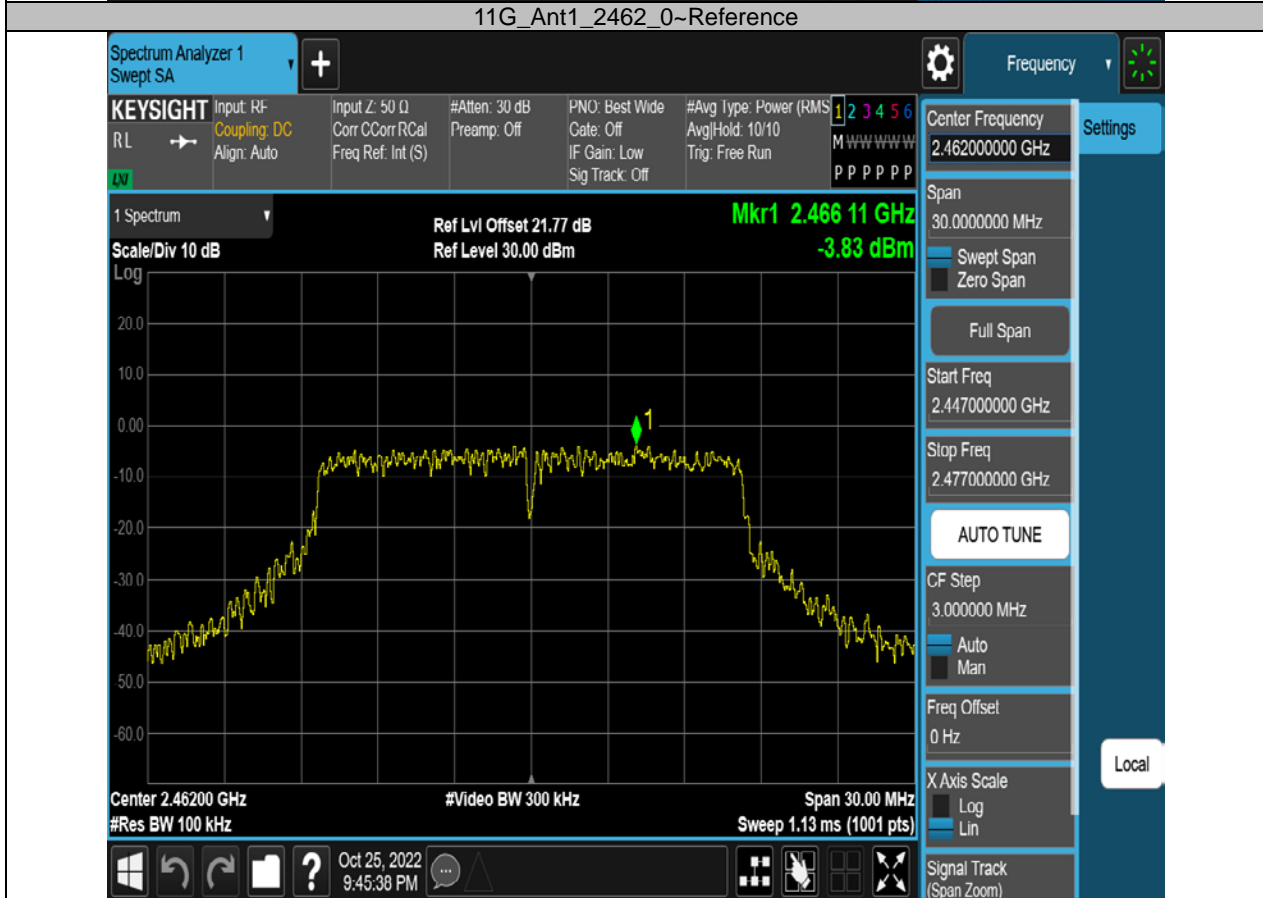 11G_Ant1_2462_0~Reference
Spectrum Analyzer 1
Swept SA
+
Frequency
KEYSIGHT
RL
LXI
Input: RF
Coupling: DC
Align: Auto
Input Z: 50 Ω
Corr CCorr RCal
Freq Ref: Int (S)
#Atten: 30 dB
Preamp: Off
PNO: Best Wide
Gate: Off
IF Gain: Low
Sig Track: Off
#Avg Type: Power (RMS
Avg|Hold: 10/10
Trig: Free Run
1 2 3 4 5 6
M W W W W W
P P P P P P
1 Spectrum
Scale/Div 10 dB
Log
Ref Lvl Offset 21.77 dB
Ref Level 30.00 dBm
Mkr1 2.466 11 GHz
-3.83 dBm
20.0
10.0
0.00
-10.0
-20.0
-30.0
-40.0
-50.0
-60.0
1
Center 2.46200 GHz
#Res BW 100 kHz
#Video BW 300 kHz
Span 30.00 MHz
Sweep 1.13 ms (1001 pts)
Center Frequency
2.462000000 GHz
Settings
Span
30.0000000 MHz
Swept Span
Zero Span
Full Span
Start Freq
2.447000000 GHz
Stop Freq
2.477000000 GHz
AUTO TUNE
CF Step
3.000000 MHz
Auto
Man
Freq Offset
0 Hz
X Axis Scale
Log
Lin
Local
Signal Track
(Span Zoom)
?
Oct 25, 2022
9:45:38 PM